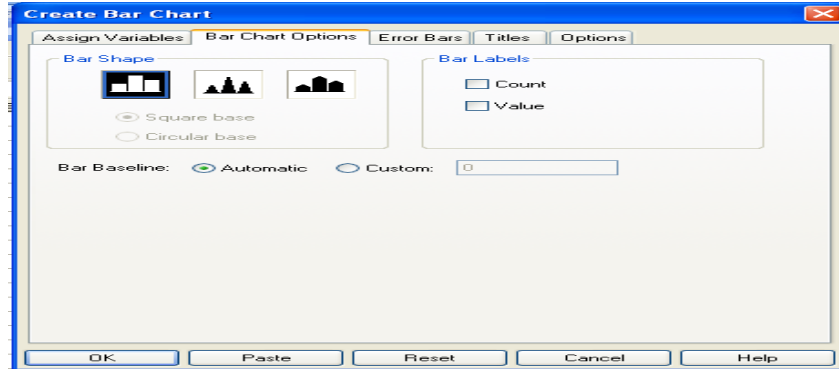 Create Bar Chart
Assign Variables Bar Chart Options Error Bars Titles Options
Bar Shape
Bar Labels
Count
Value
Square base
Circular base
Bar Baseline: Automatic Custom: 0
OK Paste Reset Cancel Help